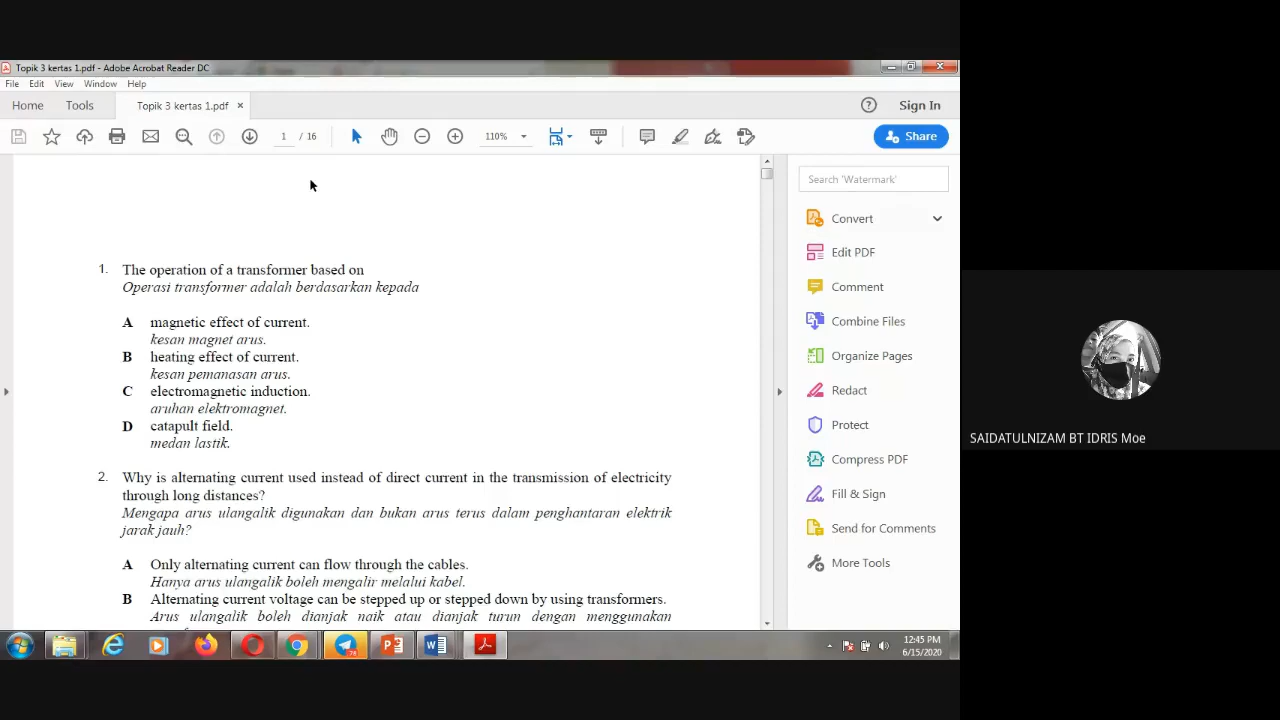 Topik 3 kertas 1.pdf - Adobe Acrobat Reader DC
File Edit View Window Help
Home Tools Topik 3 kertas 1.pdf × Sign In
1 / 16 110% Share
Search 'Watermark'
Convert
Edit PDF
Comment
Combine Files
Organize Pages
Redact
Protect
Compress PDF
Fill & Sign
Send for Comments
More Tools
1. The operation of a transformer based on
Operasi transformer adalah berdasarkan kepada
A magnetic effect of current.
kesan magnet arus.
B heating effect of current.
kesan pemanasan arus.
C electromagnetic induction.
aruhan elektromagnet.
D catapult field.
medan lastik.
2. Why is alternating current used instead of direct current in the transmission of electricity
through long distances?
Mengapa arus ulangalik digunakan dan bukan arus terus dalam penghantaran elektrik
jarak jauh?
A Only alternating current can flow through the cables.
Hanya arus ulangalik boleh mengalir melalui kabel.
B Alternating current voltage can be stepped up or stepped down by using transformers.
Arus ulangalik boleh dianjak naik atau dianjak turun dengan menggunakan
SAIDATULNIZAM BT IDRIS Moe
12:45 PM
6/15/2020